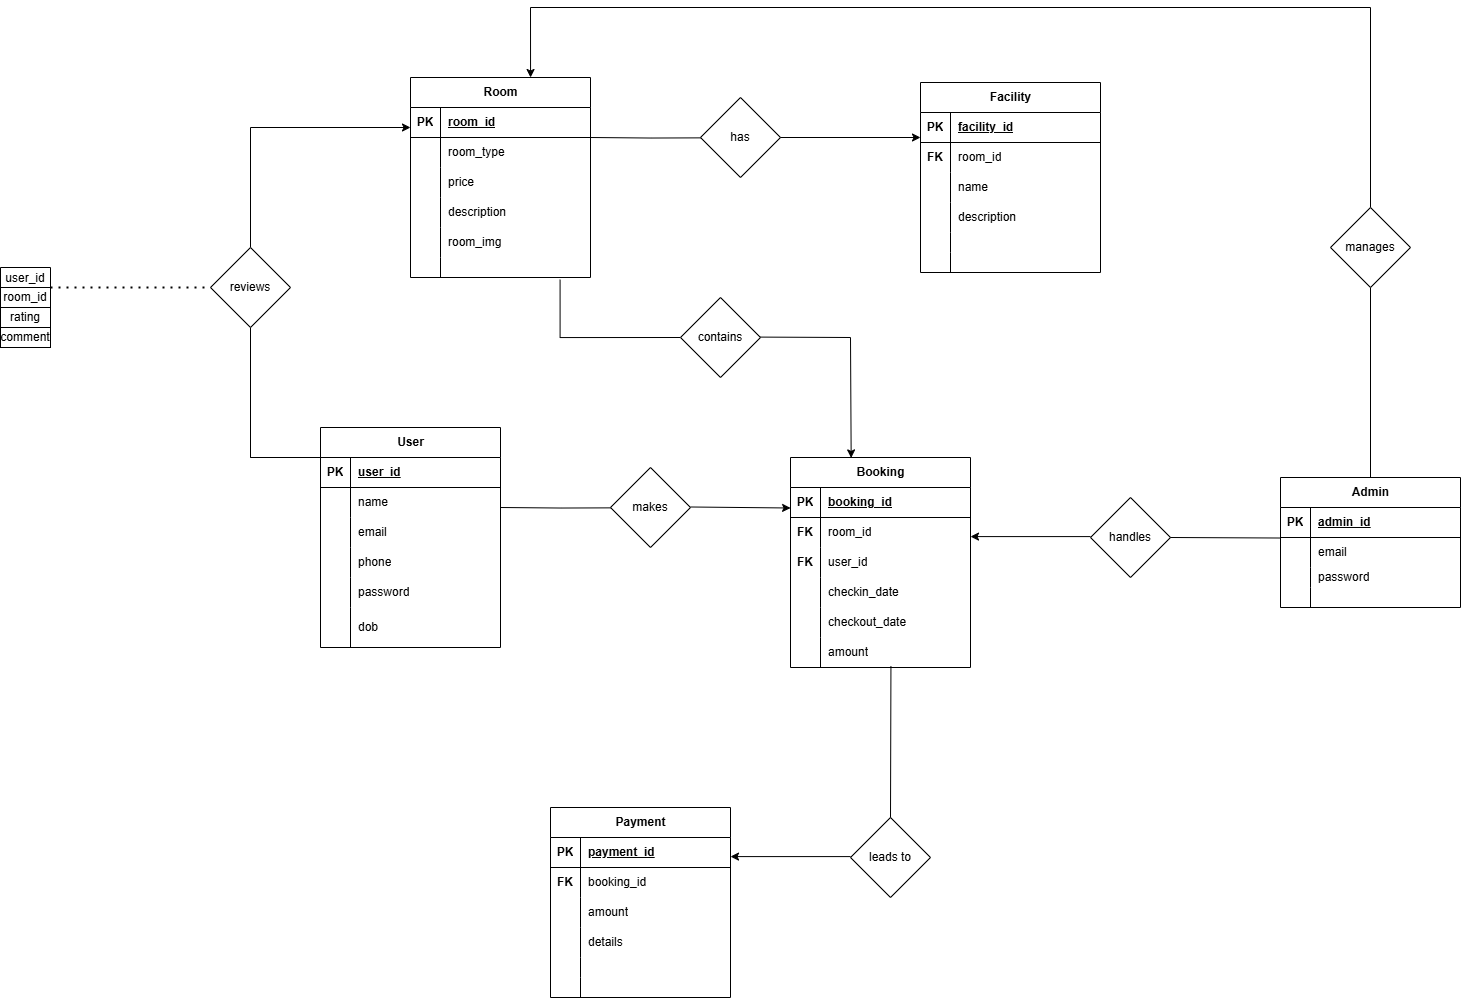 Room
PK room_id
room_type
price
description
room_img
has
Facility
PK facility_id
FK room_id
name
description
manages
reviews
user_id
room_id
rating
comment
contains
User
PK user_id
name
email
phone
password
dob
makes
Booking
PK booking_id
FK room_id
FK user_id
checkin_date
checkout_date
amount
handles
Admin
PK admin_id
email
password
Payment
PK payment_id
FK booking_id
amount
details
leads to